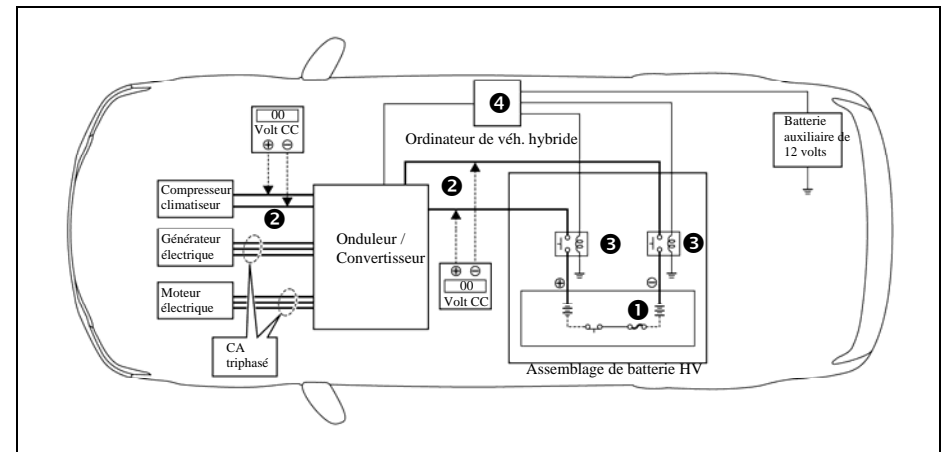 ❹
00
Volt CC
⊕ ⊖
Ordinateur de véh. hybride
Batterie
auxiliaire de
12 volts
Compresseur
climatiseur
❷
❷
Générateur
électrique
Onduleur /
Convertisseur
❸
❸
⊕ ⊖
00
Volt CC
⊕
⊖
Moteur
électrique
❶
CA
triphasé
Assemblage de batterie HV